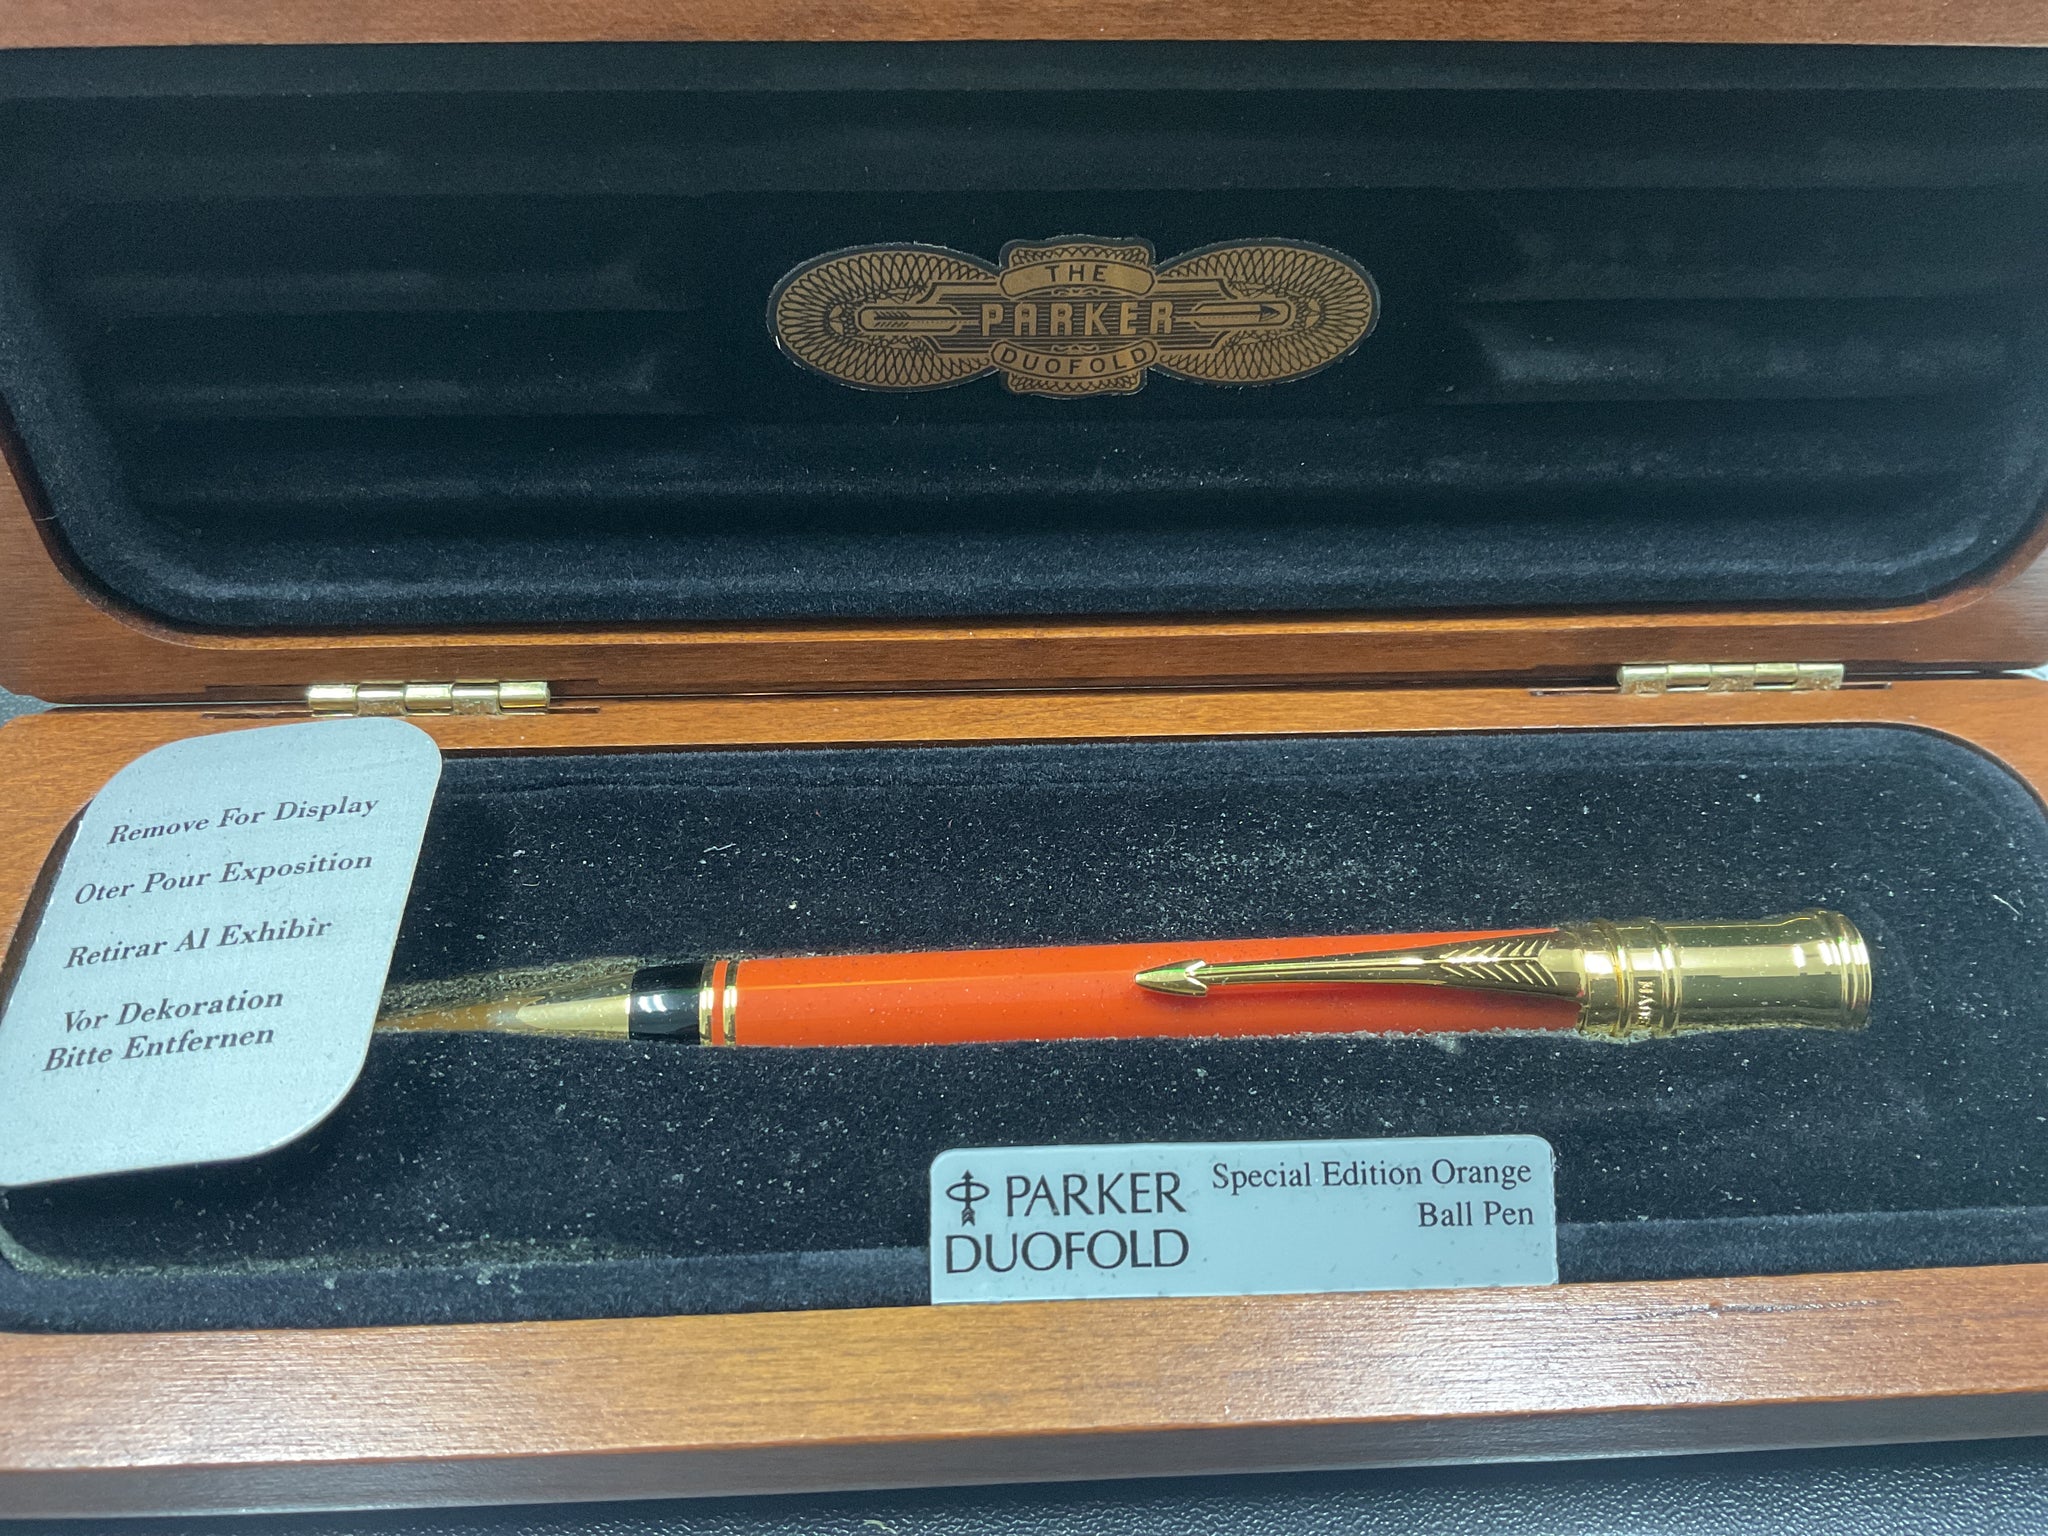 THE
PARKER
DUOFOLD
Remove For Display
Oter Pour Exposition
Retirar Al Exhibìr
Vor Dekoration
Bitte Entfernen
PARKER
DUOFOLD
Special Edition Orange
Ball Pen